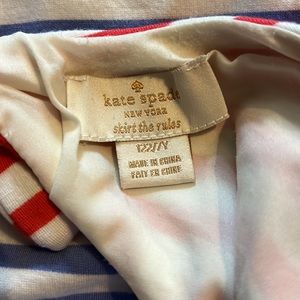 kate spade
NEW YORK
skirt the rules
122/7Y
MADE IN CHINA
FAIT EN CHINE